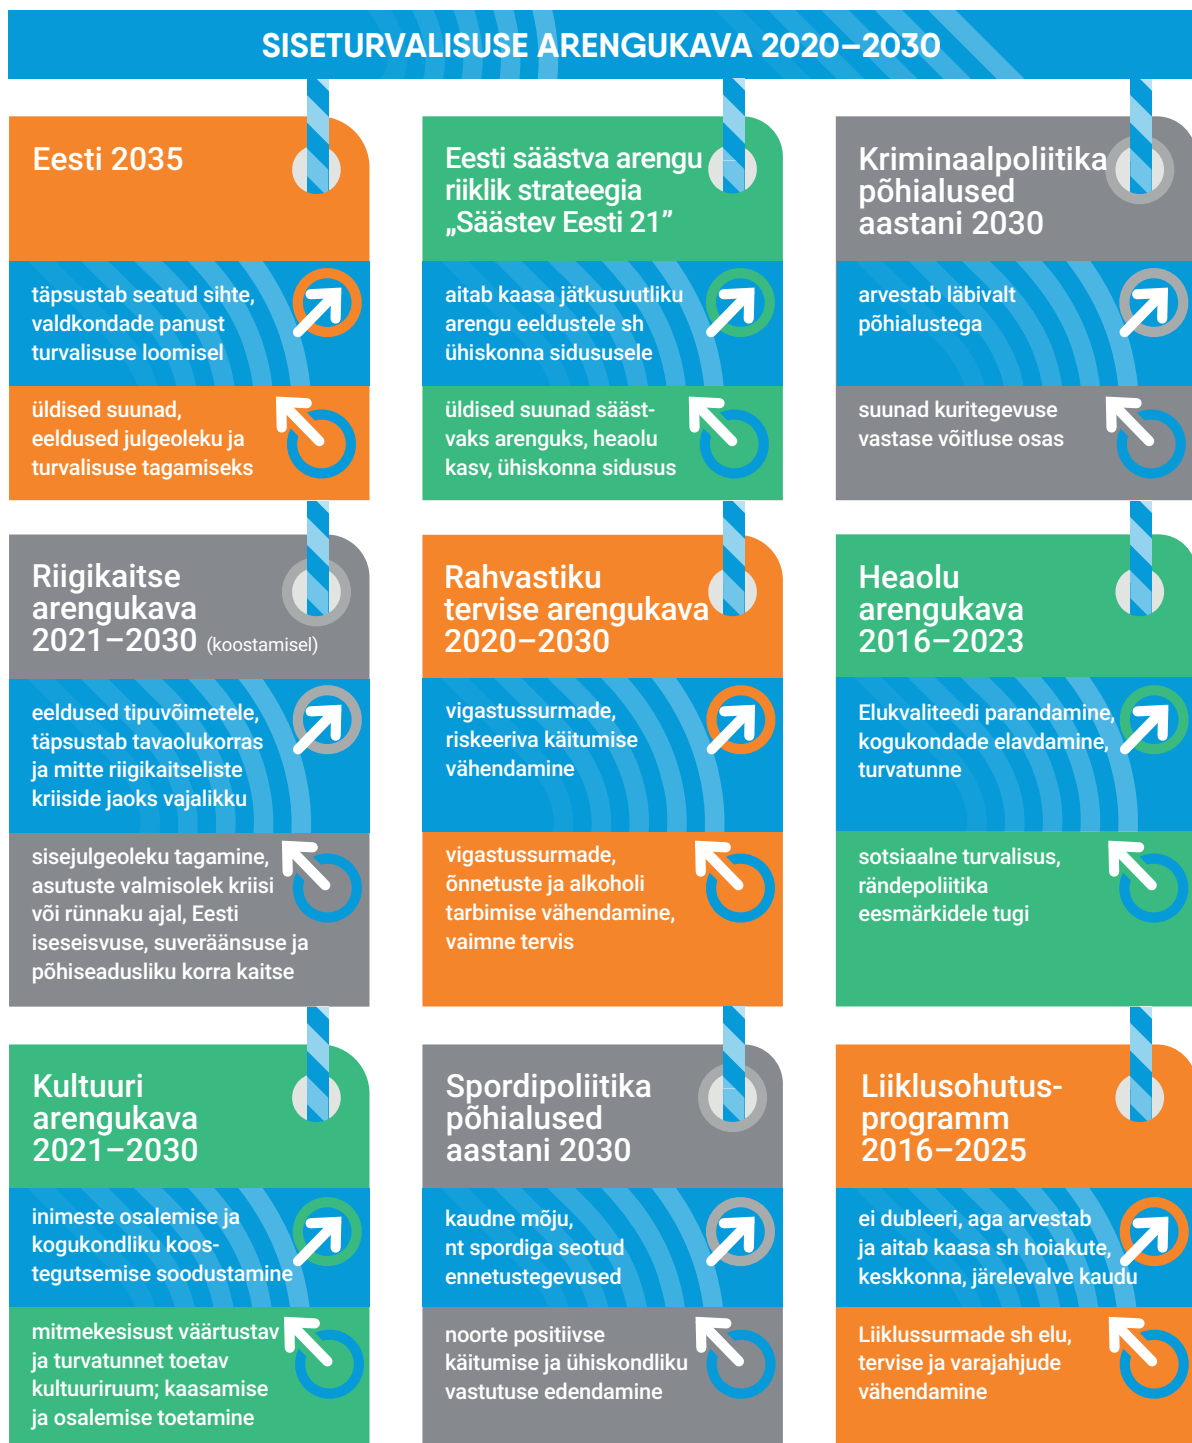 SISETURVALISUSE ARENGUKAVA 2020–2030
Eesti 2035
täpsustab seatud sihte,
valdkondade panust
turvalisuse loomisel
üldised suunad,
eeldused julgeoleku ja
turvalisuse tagamiseks
Eesti säästva arengu
riiklik strateegia
„Säästev Eesti 21”
aitab kaasa jätkusuutliku
arengu eeldustele sh
ühiskonna sidususele
üldised suunad sääst-
vaks arenguks, heaolu
kasv, ühiskonna sidusus
Kriminaalpoliitika
põhialused
aastani 2030
arvestab läbivalt
põhialustega
suunad kuritegevuse
vastase võitluse osas
Riigikaitse
arengukava
2021–2030 (koostamisel)
eeldused tipuvõimetele,
täpsustab tavaolukorras
ja mitte riigikaitseliste
kriiside jaoks vajalikku
sisejulgeoleku tagamine,
asutuste valmisolek kriisi
või rünnaku ajal, Eesti
iseseisvuse, suveräänsuse ja
põhiseadusliku korra kaitse
Rahvastiku
tervise arengukava
2020–2030
vigastussurmade,
riskeeriva käitumise
vähendamine
vigastussurmade,
õnnetuste ja alkoholi
tarbimise vähendamine,
vaimne tervis
Heaolu
arengukava
2016–2023
Elukvaliteedi parandamine,
kogukondade elavdamine,
turvatunne
sotsiaalne turvalisus,
rändepoliitika
eesmärkidele tugi
Kultuuri
arengukava
2021–2030
inimeste osalemise ja
kogukondliku koos-
tegutsemise soodustamine
mitmekesisust väärtustav
ja turvatunnet toetav
kultuuriruum; kaasamise
ja osalemise toetamine
Spordipoliitika
põhialused
aastani 2030
kaudne mõju,
nt spordiga seotud
ennetustegevused
noorte positiivse
käitumise ja ühiskondliku
vastutuse edendamine
Liiklusohutus-
programm
2016–2025
ei dubleeri, aga arvestab
ja aitab kaasa sh hoiakute,
keskkonna, järelevalve kaudu
Liiklussurmade sh elu,
tervise ja varajahjude
vähendamine